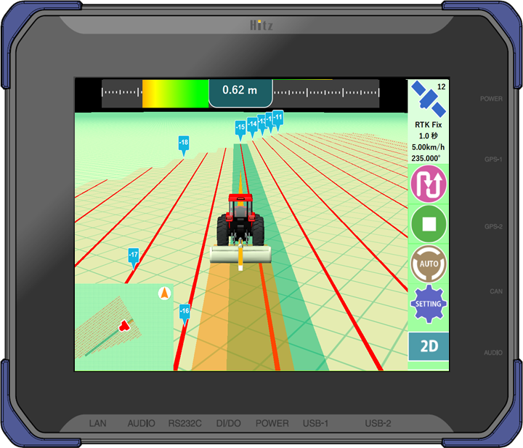 Hitz
0.62 m
12
RTK Fix
1.0 秒
5.00km/h
235.000°
POWER
GPS-1
GPS-2
CAN
AUDIO
-18
-15
-14
-11
-17
-16
AUTO
SETTING
2D
LAN AUDIO RS232C DI/DO POWER USB-1 USB-2